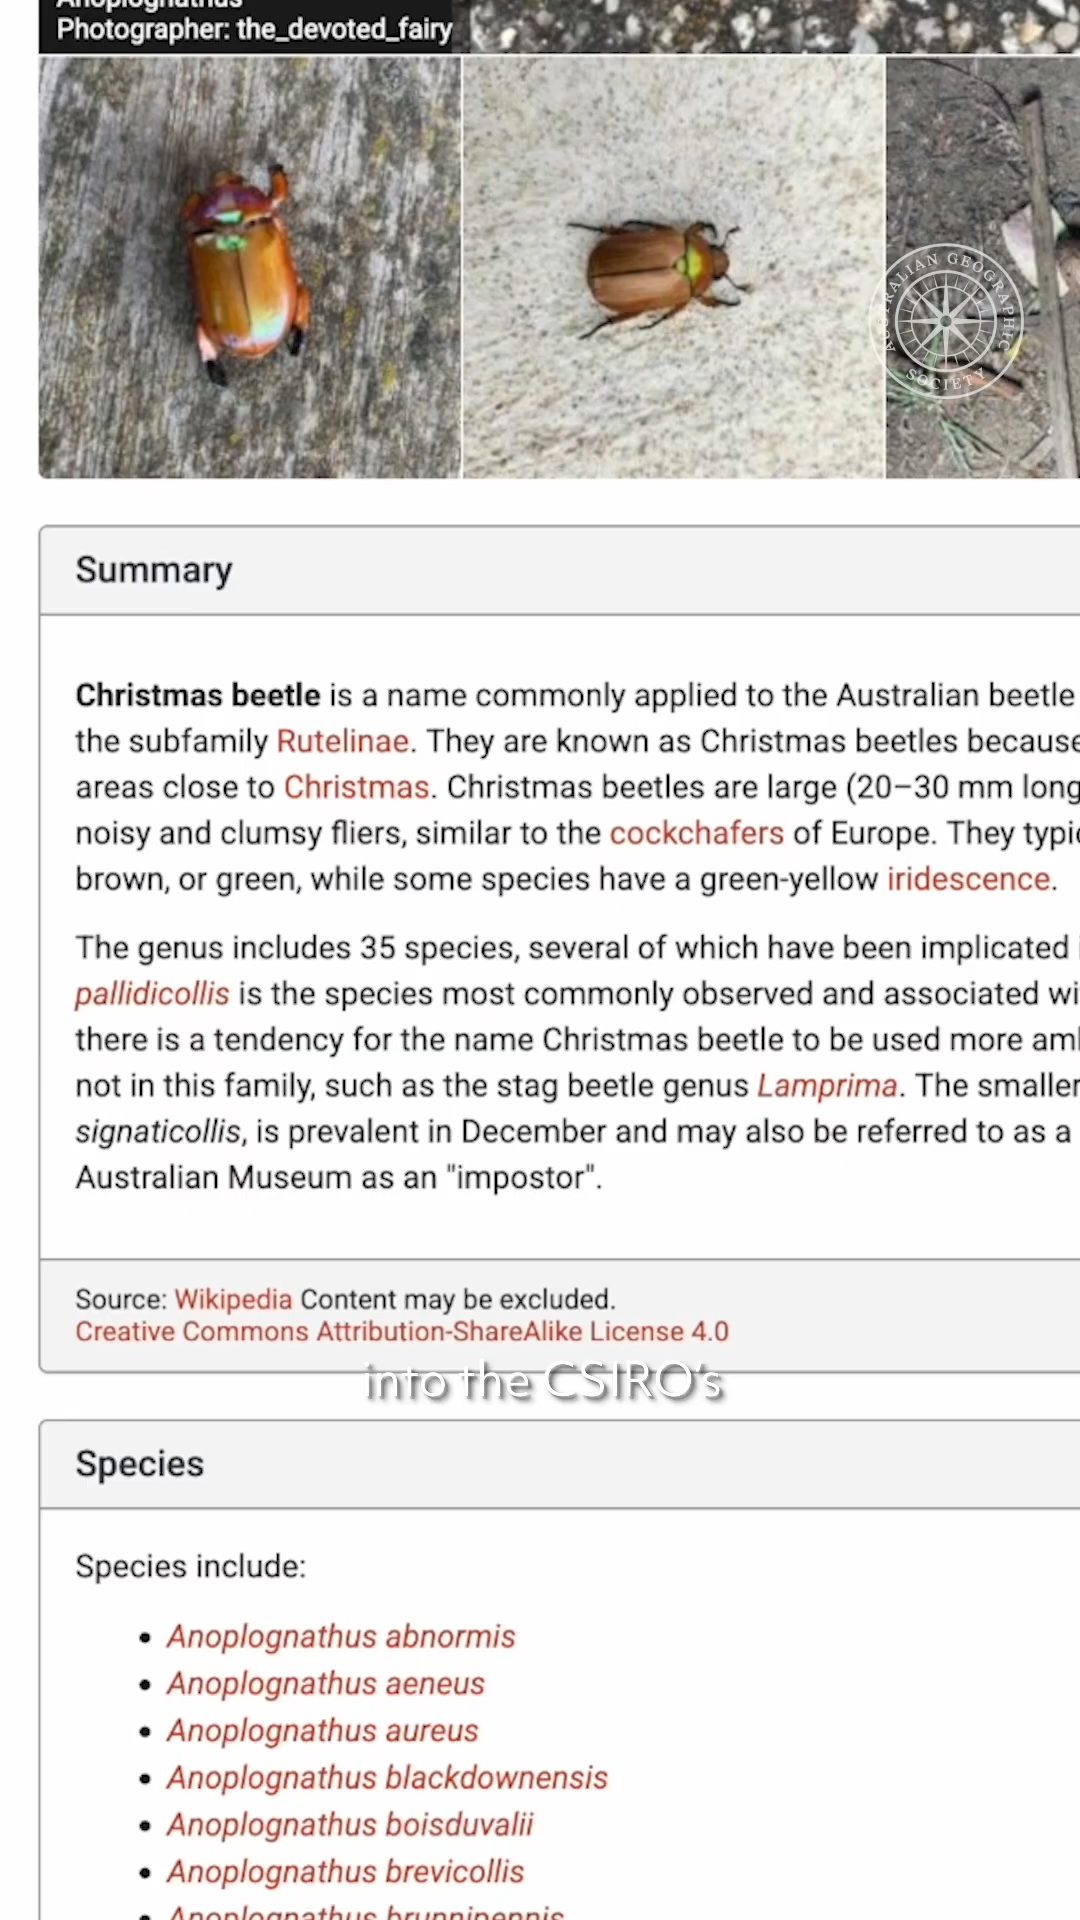 Anoplognathus
Photographer: the_devoted_fairy
AUSTRALIAN GEOGRAPHIC
SOCIETY
Summary
Christmas beetle is a name commonly applied to the Australian beetle
the subfamily Rutelinae. They are known as Christmas beetles because
areas close to Christmas. Christmas beetles are large (20–30 mm long
noisy and clumsy fliers, similar to the cockchafers of Europe. They typic
brown, or green, while some species have a green-yellow iridescence.
The genus includes 35 species, several of which have been implicated i
pallidicollis is the species most commonly observed and associated wi
there is a tendency for the name Christmas beetle to be used more aml
not in this family, such as the stag beetle genus Lamprima. The smaller
signaticollis, is prevalent in December and may also be referred to as a
Australian Museum as an "impostor".
Source: Wikipedia Content may be excluded.
Creative Commons Attribution-ShareAlike License 4.0
into the CSIRO's
Species
Species include:
• Anoplognathus abnormis
• Anoplognathus aeneus
• Anoplognathus aureus
• Anoplognathus blackdownensis
• Anoplognathus boisduvalii
• Anoplognathus brevicollis
• Anoplognathus brunnipennis